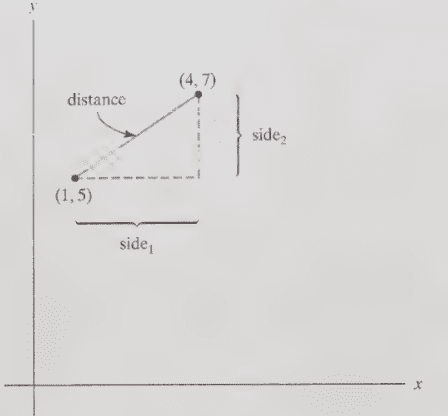 y
(4, 7)
distance
side₂
(1, 5)
side₁
x